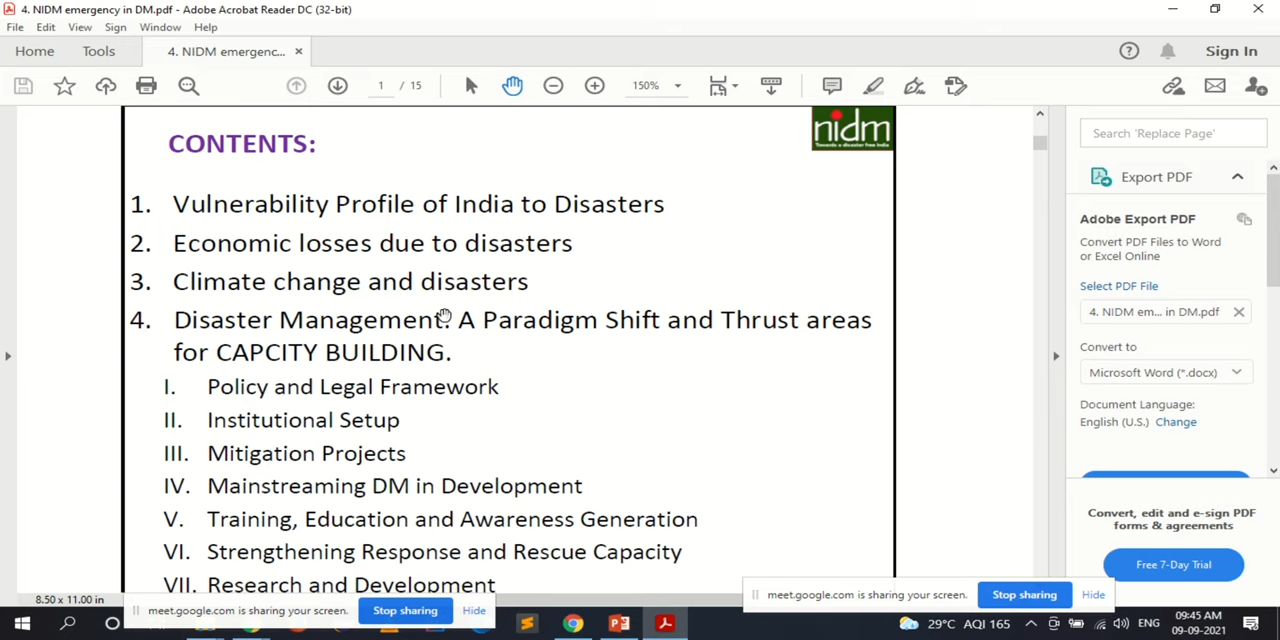 4. NIDM emergency in DM.pdf - Adobe Acrobat Reader DC (32-bit)
File Edit View Sign Window Help
Home Tools 4. NIDM emergenc... × Sign In
1 / 15 150%
CONTENTS:
nidm
Towards a disaster free India
1. Vulnerability Profile of India to Disasters
2. Economic losses due to disasters
3. Climate change and disasters
4. Disaster Management: A Paradigm Shift and Thrust areas
for CAPCITY BUILDING.
I. Policy and Legal Framework
II. Institutional Setup
III. Mitigation Projects
IV. Mainstreaming DM in Development
V. Training, Education and Awareness Generation
VI. Strengthening Response and Rescue Capacity
VII. Research and Development
8.50 x 11.00 in
Search 'Replace Page'
Export PDF
Adobe Export PDF
Convert PDF Files to Word
or Excel Online
Select PDF File
4. NIDM em... in DM.pdf
Convert to
Microsoft Word (*.docx)
Document Language:
English (U.S.) Change
Convert, edit and e-sign PDF
forms & agreements
Free 7-Day Trial
meet.google.com is sharing your screen. Stop sharing Hide
meet.google.com is sharing your screen. Stop sharing Hide
29°C AQI 165 ENG 09:45 AM
09-09-2021